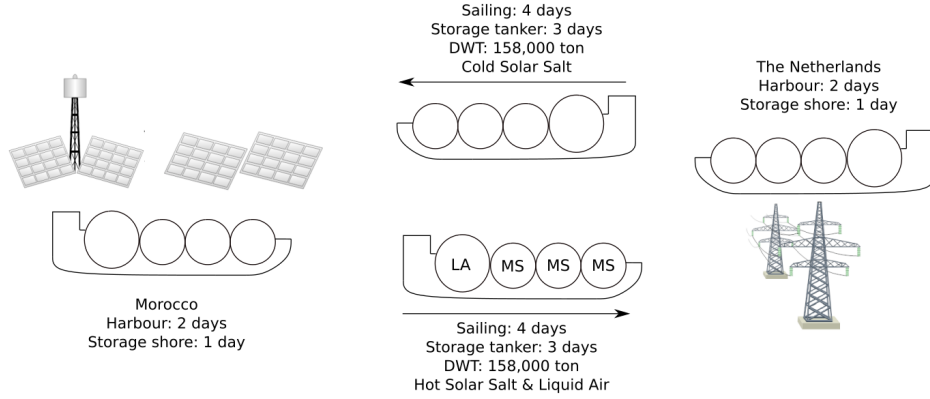 Sailing: 4 days
Storage tanker: 3 days
DWT: 158,000 ton
Cold Solar Salt
The Netherlands
Harbour: 2 days
Storage shore: 1 day
LA
MS
MS
MS
Morocco
Harbour: 2 days
Storage shore: 1 day
Sailing: 4 days
Storage tanker: 3 days
DWT: 158,000 ton
Hot Solar Salt & Liquid Air